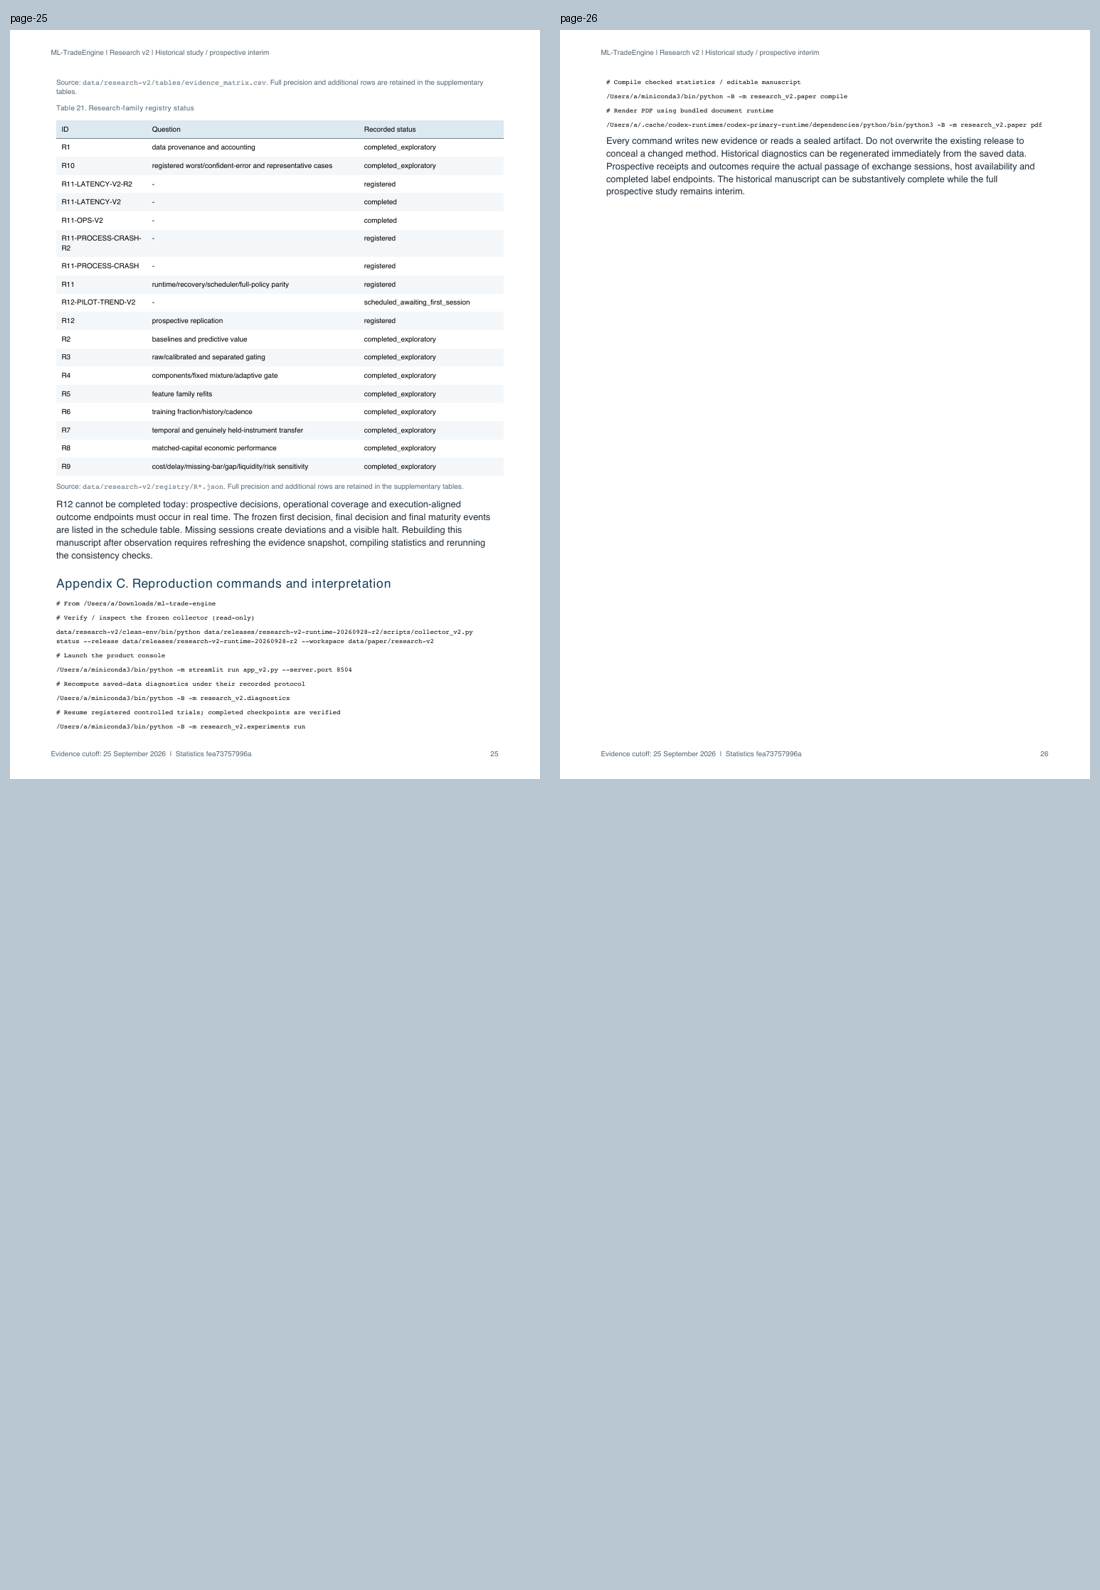 page-25
ML-TradeEngine | Research v2 | Historical study / prospective interim
Source: data/research-v2/tables/evidence_matrix.csv. Full precision and additional rows are retained in the supplementary
tables.
Table 21. Research-family registry status
ID Question Recorded status
R1 data provenance and accounting completed_exploratory
R10 registered worst/confident-error and representative cases completed_exploratory
R11-LATENCY-V2-R2 - registered
R11-LATENCY-V2 - completed
R11-OPS-V2 - completed
R11-PROCESS-CRASH- - registered
R2
R11-PROCESS-CRASH - registered
R11 runtime/recovery/scheduler/full-policy parity registered
R12-PILOT-TREND-V2 - scheduled_awaiting_first_session
R12 prospective replication registered
R2 baselines and predictive value completed_exploratory
R3 raw/calibrated and separated gating completed_exploratory
R4 components/fixed mixture/adaptive gate completed_exploratory
R5 feature family refits completed_exploratory
R6 training fraction/history/cadence completed_exploratory
R7 temporal and genuinely held-instrument transfer completed_exploratory
R8 matched-capital economic performance completed_exploratory
R9 cost/delay/missing-bar/gap/liquidity/risk sensitivity completed_exploratory
Source: data/research-v2/registry/R*.json. Full precision and additional rows are retained in the supplementary tables.
R12 cannot be completed today: prospective decisions, operational coverage and execution-aligned
outcome endpoints must occur in real time. The frozen first decision, final decision and final maturity events
are listed in the schedule table. Missing sessions create deviations and a visible halt. Rebuilding this
manuscript after observation requires refreshing the evidence snapshot, compiling statistics and rerunning
the consistency checks.
Appendix C. Reproduction commands and interpretation
# From /Users/a/Downloads/ml-trade-engine
# Verify / inspect the frozen collector (read-only)
data/research-v2/clean-env/bin/python data/releases/research-v2-runtime-20260928-r2/scripts/collector_v2.py
status --release data/releases/research-v2-runtime-20260928-r2 --workspace data/paper/research-v2
# Launch the product console
/Users/a/miniconda3/bin/python -m streamlit run app_v2.py --server.port 8504
# Recompute saved-data diagnostics under their recorded protocol
/Users/a/miniconda3/bin/python -B -m research_v2.diagnostics
# Resume registered controlled trials; completed checkpoints are verified
/Users/a/miniconda3/bin/python -B -m research_v2.experiments run
Evidence cutoff: 25 September 2026 | Statistics fea73757996a 25
page-26
ML-TradeEngine | Research v2 | Historical study / prospective interim
# Compile checked statistics / editable manuscript
/Users/a/miniconda3/bin/python -B -m research_v2.paper compile
# Render PDF using bundled document runtime
/Users/a/.cache/codex-runtimes/codex-primary-runtime/dependencies/python/bin/python3 -B -m research_v2.paper pdf
Every command writes new evidence or reads a sealed artifact. Do not overwrite the existing release to
conceal a changed method. Historical diagnostics can be regenerated immediately from the saved data.
Prospective receipts and outcomes require the actual passage of exchange sessions, host availability and
completed label endpoints. The historical manuscript can be substantively complete while the full
prospective study remains interim.
Evidence cutoff: 25 September 2026 | Statistics fea73757996a 26